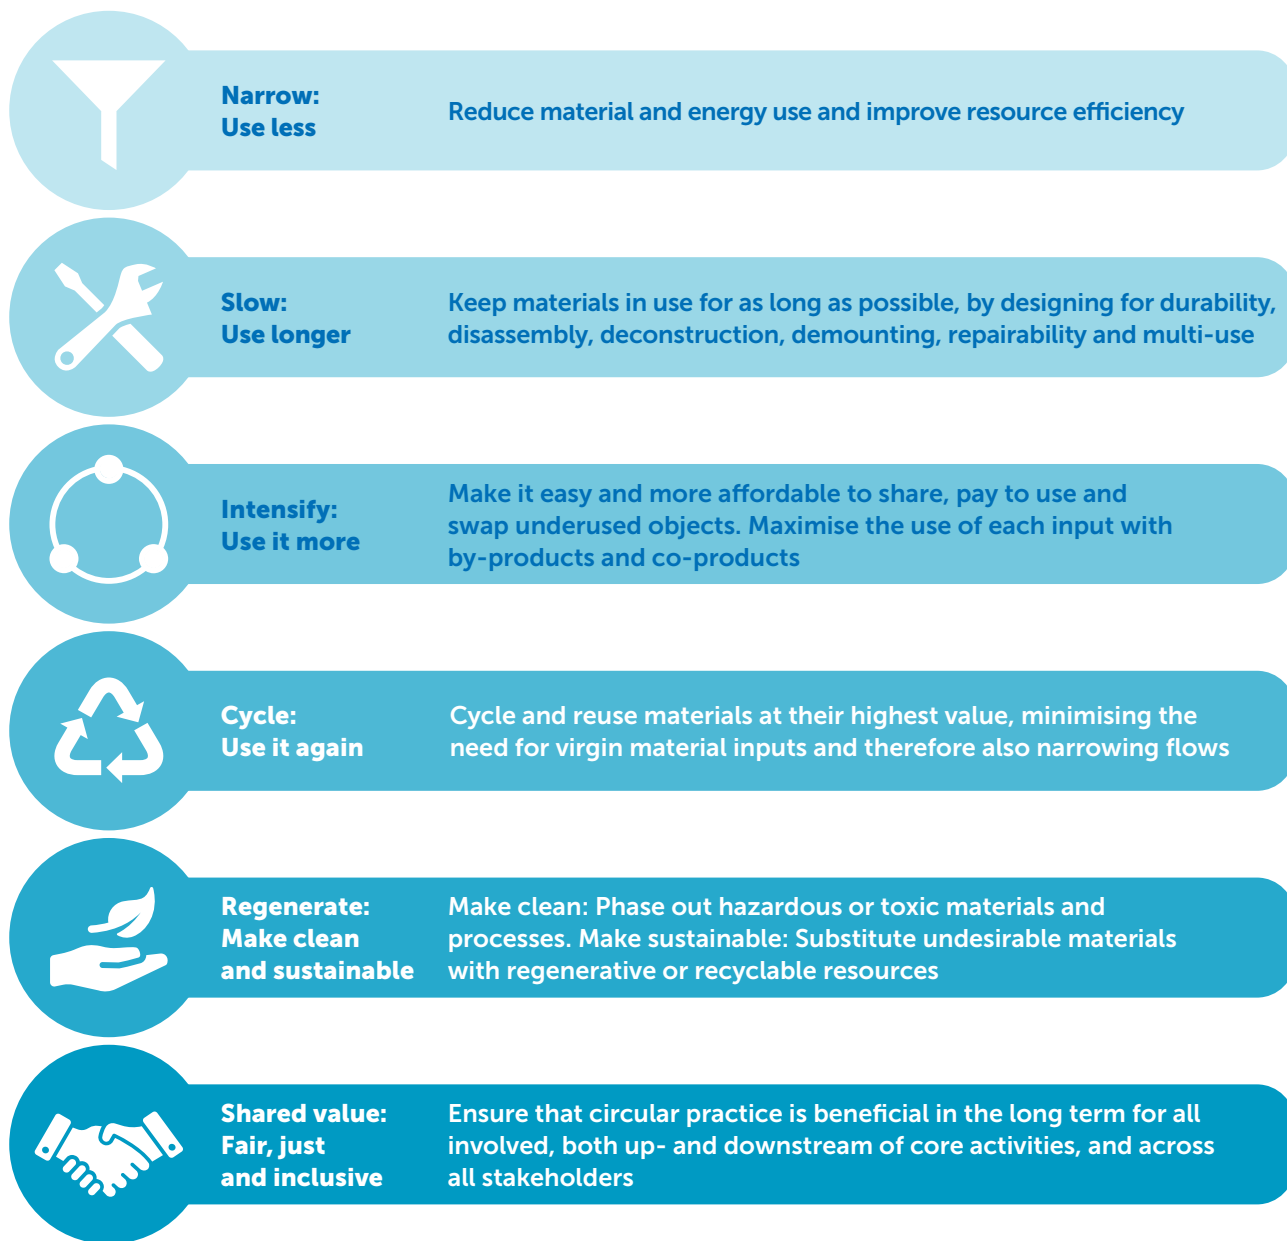 Narrow:
Use less
Reduce material and energy use and improve resource efficiency
Slow:
Use longer
Keep materials in use for as long as possible, by designing for durability,
disassembly, deconstruction, demounting, repairability and multi-use
Intensify:
Use it more
Make it easy and more affordable to share, pay to use and
swap underused objects. Maximise the use of each input with
by-products and co-products
Cycle:
Use it again
Cycle and reuse materials at their highest value, minimising the
need for virgin material inputs and therefore also narrowing flows
Regenerate:
Make clean
and sustainable
Make clean: Phase out hazardous or toxic materials and
processes. Make sustainable: Substitute undesirable materials
with regenerative or recyclable resources
Shared value:
Fair, just
and inclusive
Ensure that circular practice is beneficial in the long term for all
involved, both up- and downstream of core activities, and across
all stakeholders